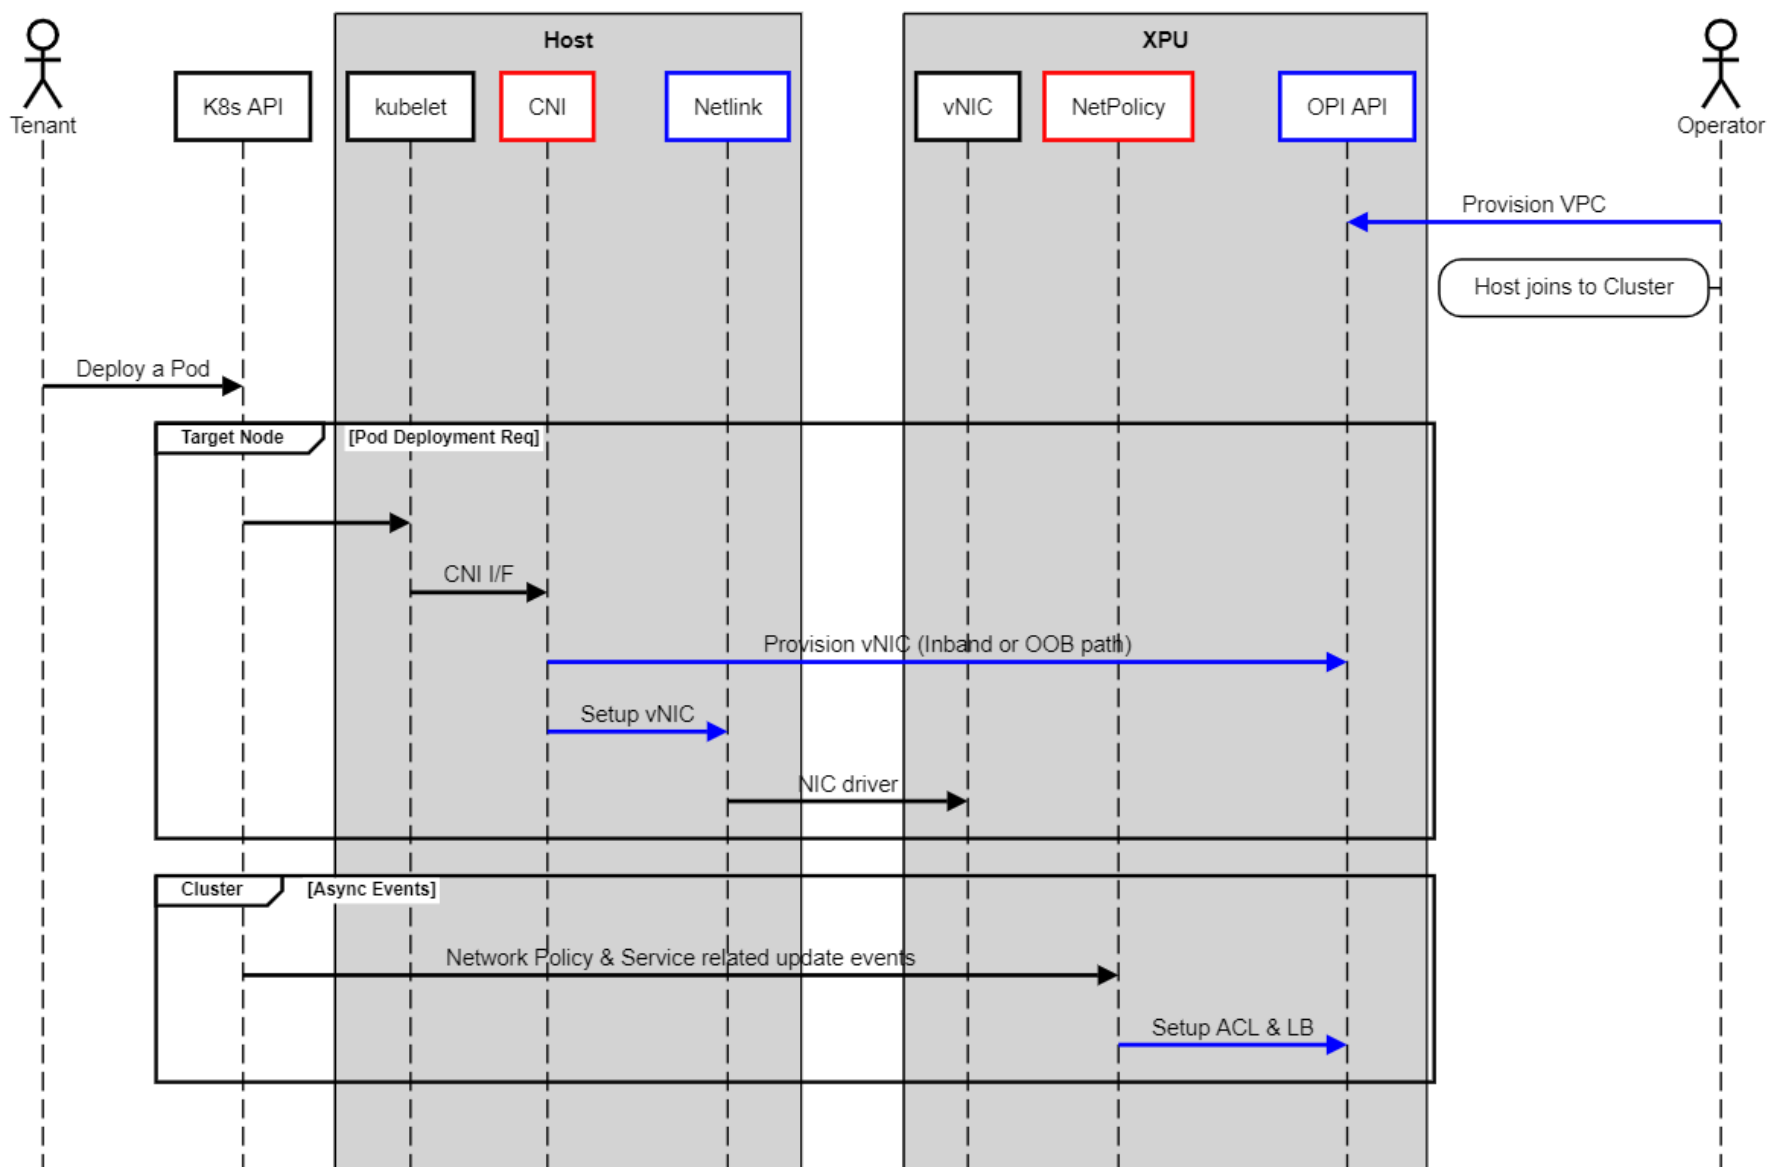 Host
XPU
Tenant
K8s API
kubelet
CNI
Netlink
vNIC
NetPolicy
OPI API
Operator
Provision VPC
Host joins to Cluster
Deploy a Pod
Target Node
[Pod Deployment Req]
CNI I/F
Provision vNIC (Inband or OOB path)
Setup vNIC
NIC driver
Cluster
[Async Events]
Network Policy & Service related update events
Setup ACL & LB